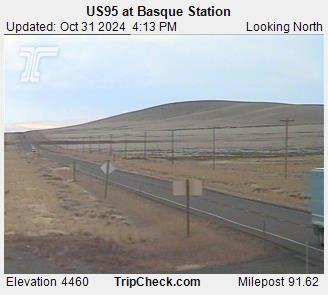 US95 at Basque Station
Updated: Oct 31 2024 4:13 PM Looking North
Elevation 4460 TripCheck.com Milepost 91.62